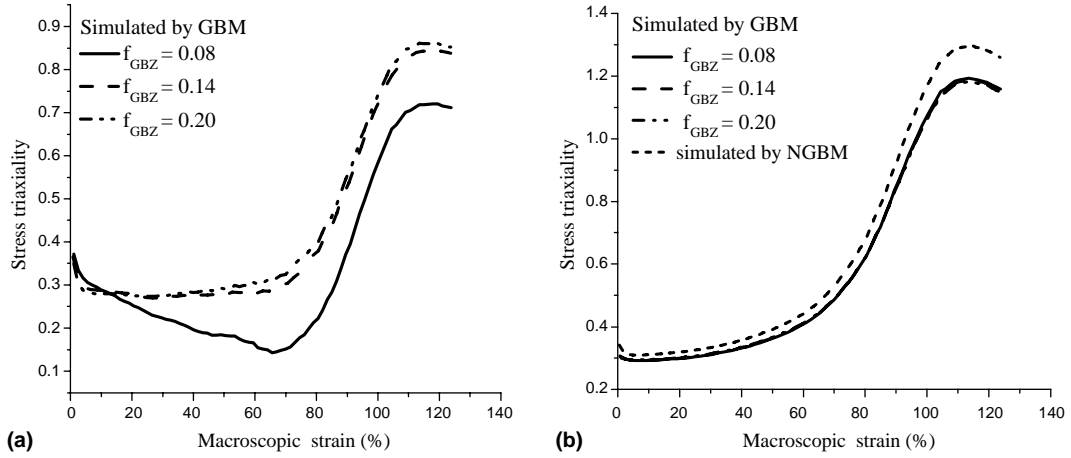 Simulated by GBM
f_GBZ = 0.08
f_GBZ = 0.14
f_GBZ = 0.20
Stress triaxiality
0.9
0.8
0.7
0.6
0.5
0.4
0.3
0.2
0.1
0 20 40 60 80 100 120 140
Macroscopic strain (%)
(a)
Simulated by GBM
f_GBZ = 0.08
f_GBZ = 0.14
f_GBZ = 0.20
simulated by NGBM
Stress triaxiality
1.4
1.2
1.0
0.8
0.6
0.4
0.2
0 20 40 60 80 100 120 140
Macroscopic strain (%)
(b)